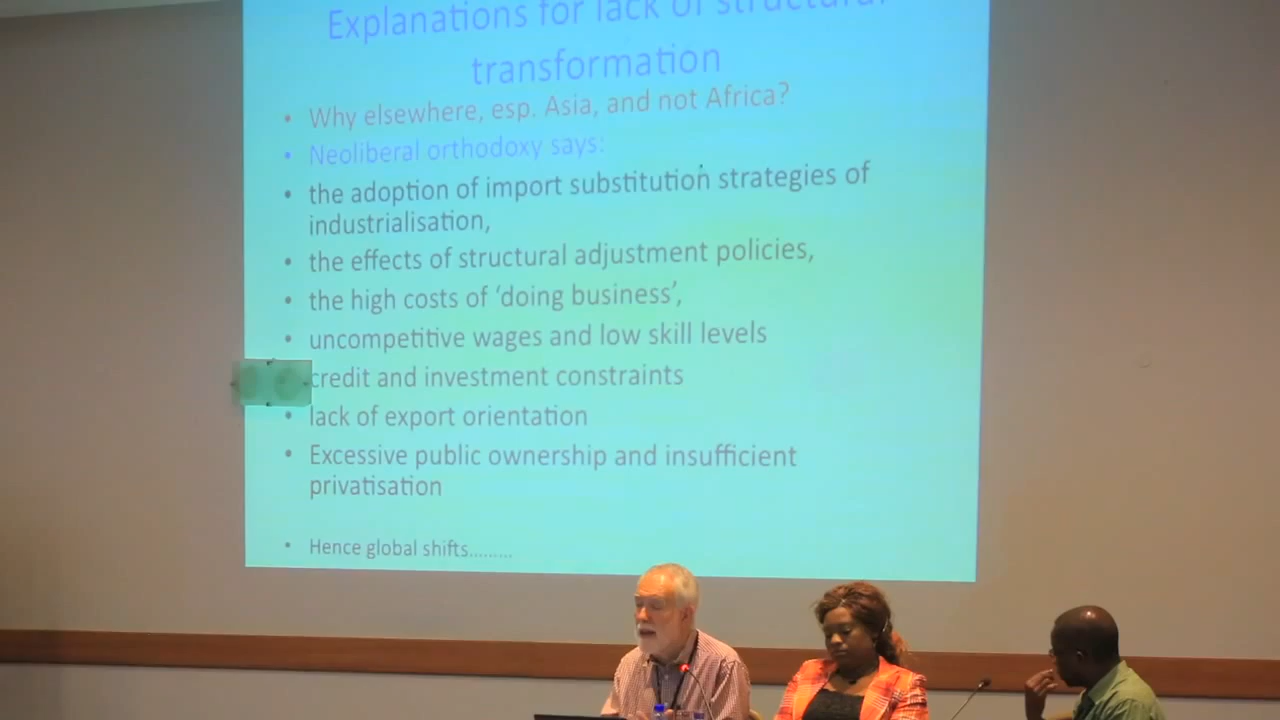 Explanations for lack of structural
transformation
• Why elsewhere, esp. Asia, and not Africa?
• Neoliberal orthodoxy says:
• the adoption of import substitution strategies of
industrialisation,
• the effects of structural adjustment policies,
• the high costs of ‘doing business’,
• uncompetitive wages and low skill levels
credit and investment constraints
• lack of export orientation
• Excessive public ownership and insufficient
privatisation
• Hence global shifts.........